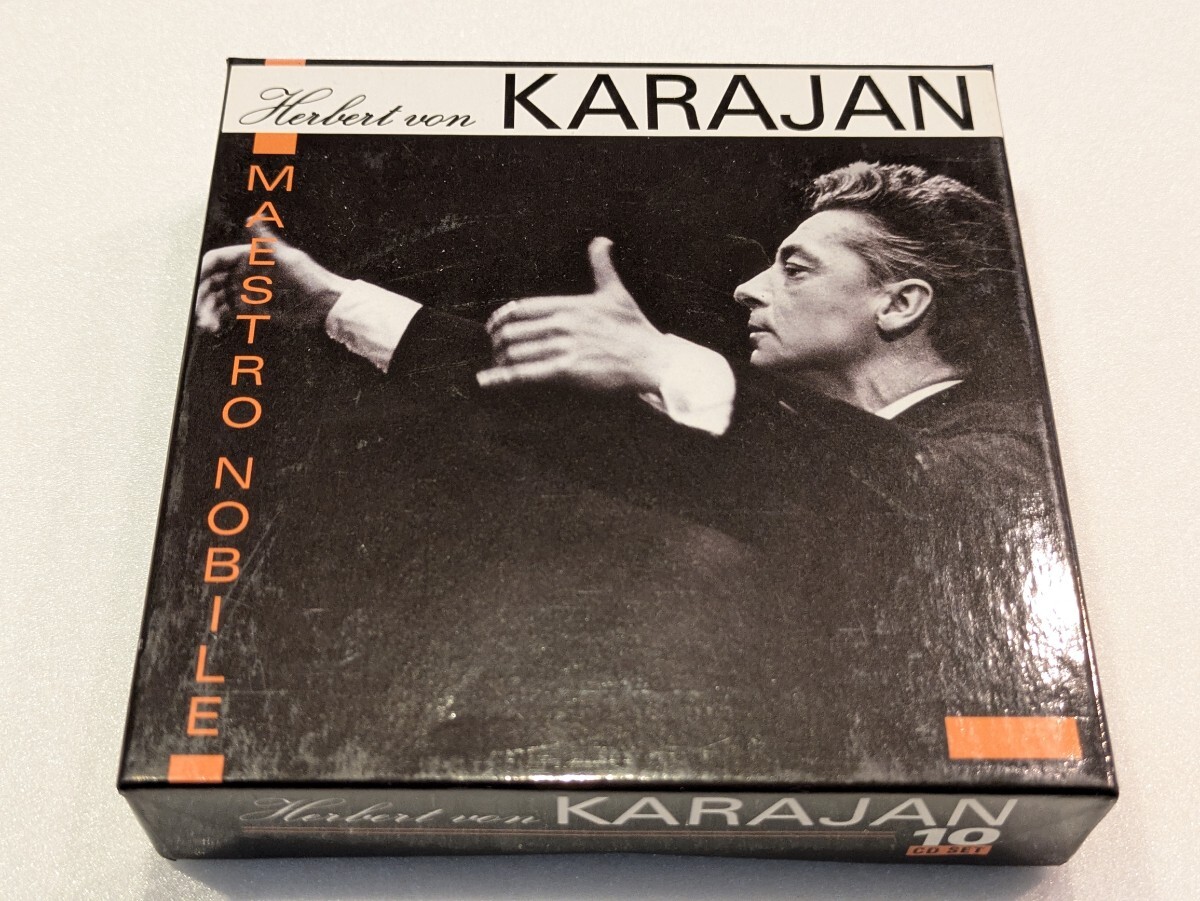 Herbert von KARAJAN
MAESTRO NOBILE
Herbert von KARAJAN
10
CD SET